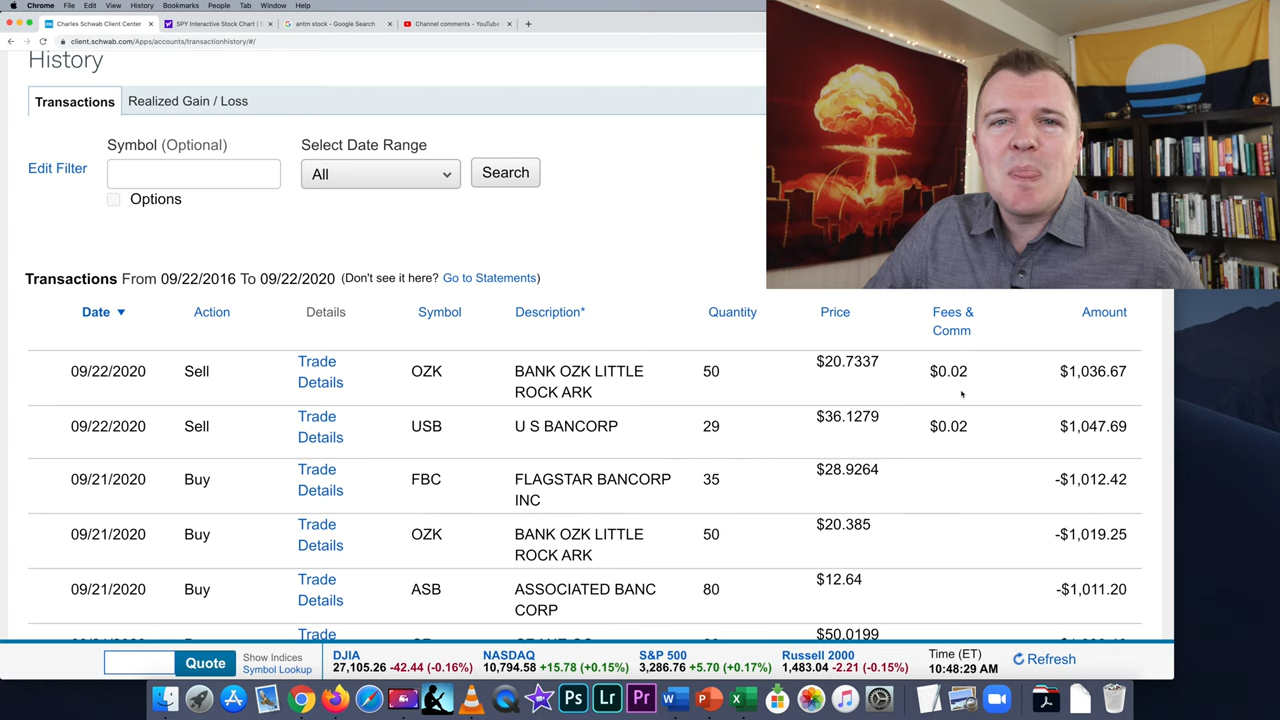 Chrome File Edit View History Bookmarks People Tab Window Help
Charles Schwab Client Center
SPY Interactive Stock Chart |
antm stock - Google Search
Channel comments - YouTube
client.schwab.com/Apps/accounts/transactionhistory/#/
History
Transactions Realized Gain / Loss
Symbol (Optional) Select Date Range
Edit Filter All Search
Options
Transactions From 09/22/2016 To 09/22/2020 (Don't see it here? Go to Statements)
Date Action Details Symbol Description* Quantity Price Fees & Comm Amount
09/22/2020 Sell Trade Details OZK BANK OZK LITTLE ROCK ARK 50 $20.7337 $0.02 $1,036.67
09/22/2020 Sell Trade Details USB U S BANCORP 29 $36.1279 $0.02 $1,047.69
09/21/2020 Buy Trade Details FBC FLAGSTAR BANCORP INC 35 $28.9264 -$1,012.42
09/21/2020 Buy Trade Details OZK BANK OZK LITTLE ROCK ARK 50 $20.385 -$1,019.25
09/21/2020 Buy Trade Details ASB ASSOCIATED BANC CORP 80 $12.64 -$1,011.20
Trade $50.0199
Quote
Show Indices
Symbol Lookup
DJIA
27,105.26 -42.44 (-0.16%)
NASDAQ
10,794.58 +15.78 (+0.15%)
S&P 500
3,286.76 +5.70 (+0.17%)
Russell 2000
1,483.04 -2.21 (-0.15%)
Time (ET)
10:48:29 AM
Refresh
Ps Lr Pr